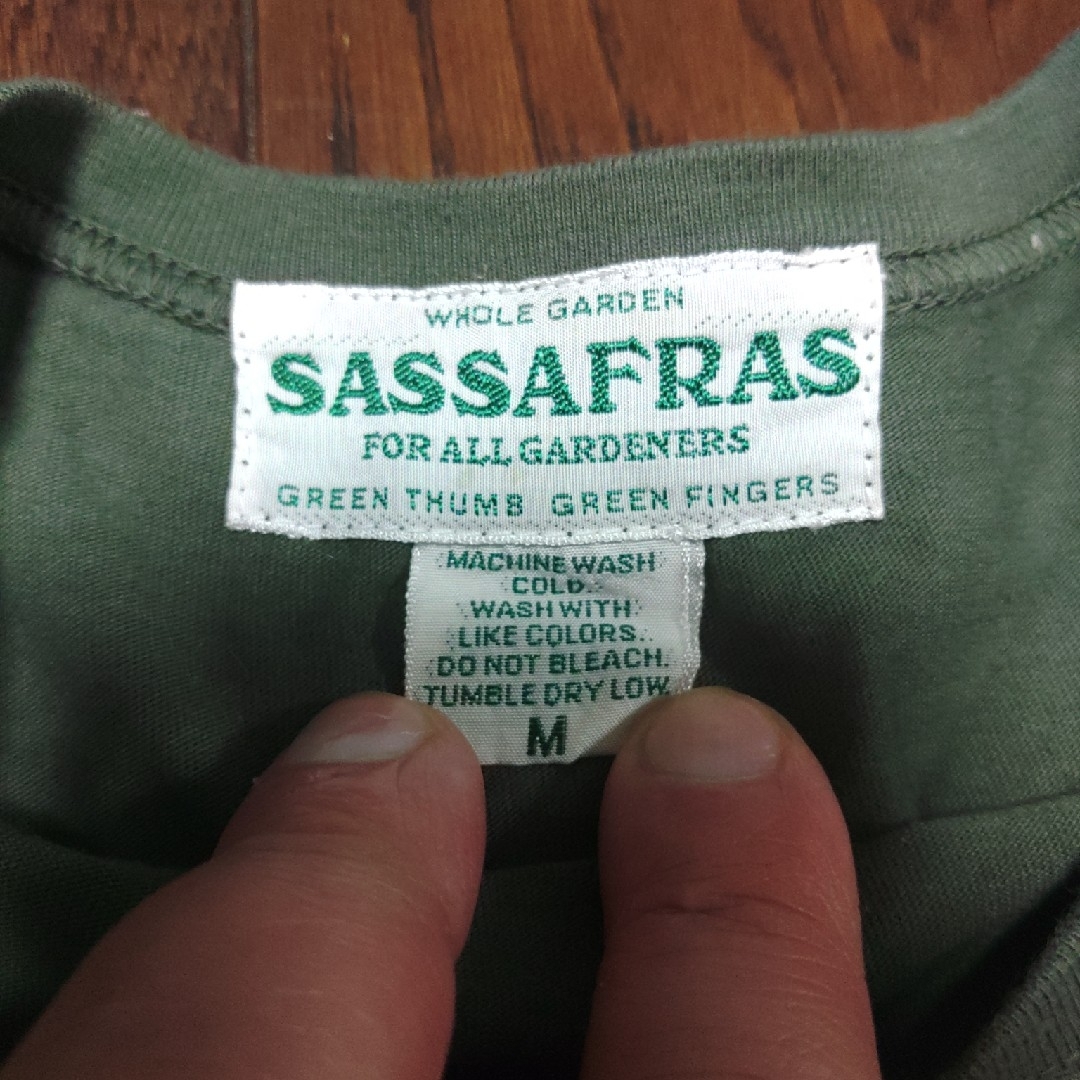 WHOLE GARDEN
SASSAFRAS
FOR ALL GARDENERS
GREEN THUMB GREEN FINGERS
MACHINE WASH
COLD.
WASH WITH
LIKE COLORS.
DO NOT BLEACH.
TUMBLE DRY LOW.
M